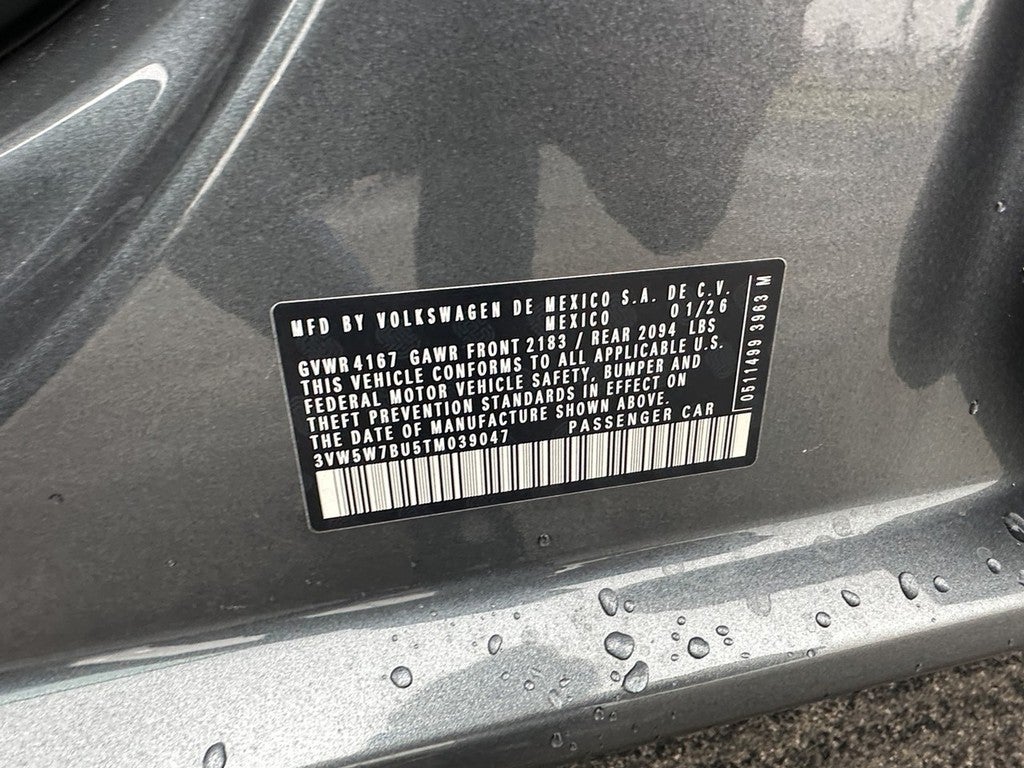 MFD BY VOLKSWAGEN DE MEXICO S.A. DE C.V.
MEXICO 01/26
GVWR 4167 GAWR FRONT 2183 / REAR 2094 LBS
THIS VEHICLE CONFORMS TO ALL APPLICABLE U.S.
FEDERAL MOTOR VEHICLE SAFETY, BUMPER AND
THEFT PREVENTION STANDARDS IN EFFECT ON
THE DATE OF MANUFACTURE SHOWN ABOVE.
3VW5W7BU5TM039047 PASSENGER CAR
0511499 3963 M